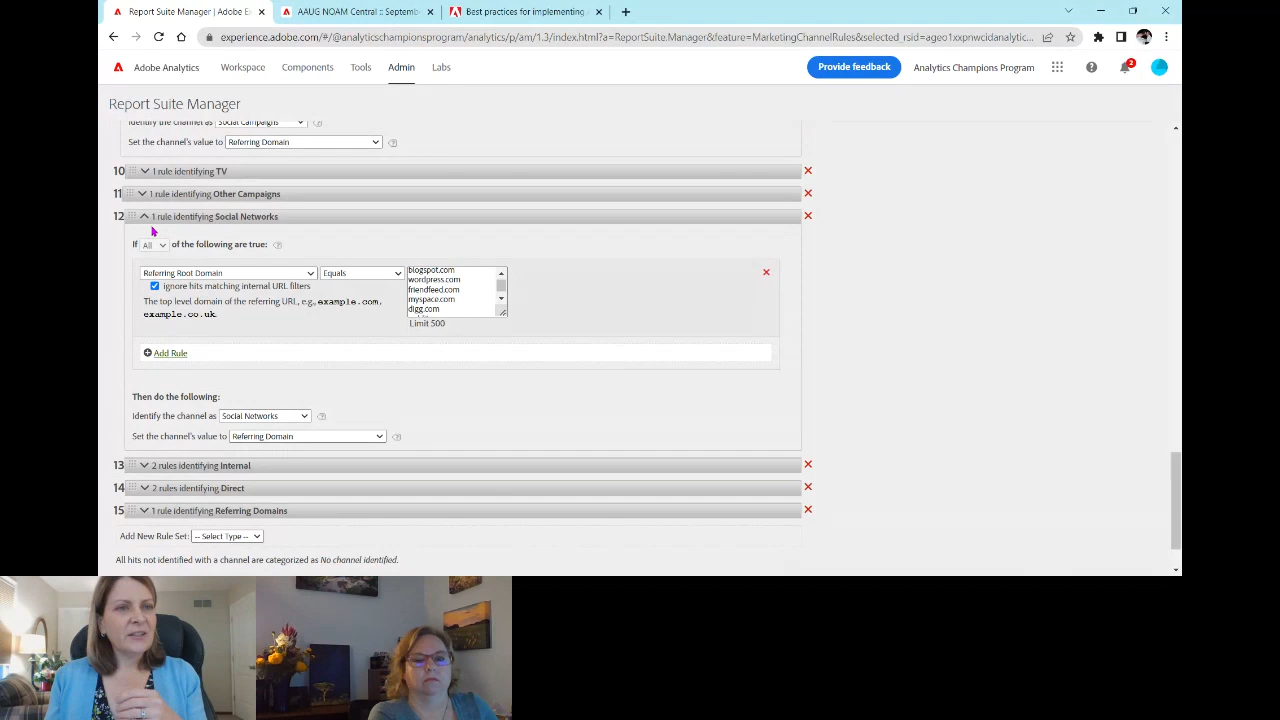 Report Suite Manager | Adobe Ex
AAUG NOAM Central :: Septemb
Best practices for implementing
experience.adobe.com/#/@analyticschampionsprogram/analytics/p/am/1.3/index.html?a=ReportSuite.Manager&feature=MarketingChannelRules&selected_rsid=ageo1xxpnwcidanalytic...
Adobe Analytics
Workspace
Components
Tools
Admin
Labs
Provide feedback
Analytics Champions Program
2
Report Suite Manager
Identify the channel as Social Campaigns
Set the channel's value to Referring Domain
10 1 rule identifying TV
11 1 rule identifying Other Campaigns
12 1 rule identifying Social Networks
If All of the following are true:
Referring Root Domain Equals
blogspot.com
wordpress.com
friendfeed.com
myspace.com
digg.com
ignore hits matching internal URL filters
The top level domain of the referring URL, e.g., example.com,
example.co.uk.
Limit 500
Add Rule
Then do the following:
Identify the channel as Social Networks
Set the channel's value to Referring Domain
13 2 rules identifying Internal
14 2 rules identifying Direct
15 1 rule identifying Referring Domains
Add New Rule Set: -- Select Type --
All hits not identified with a channel are categorized as No channel identified.